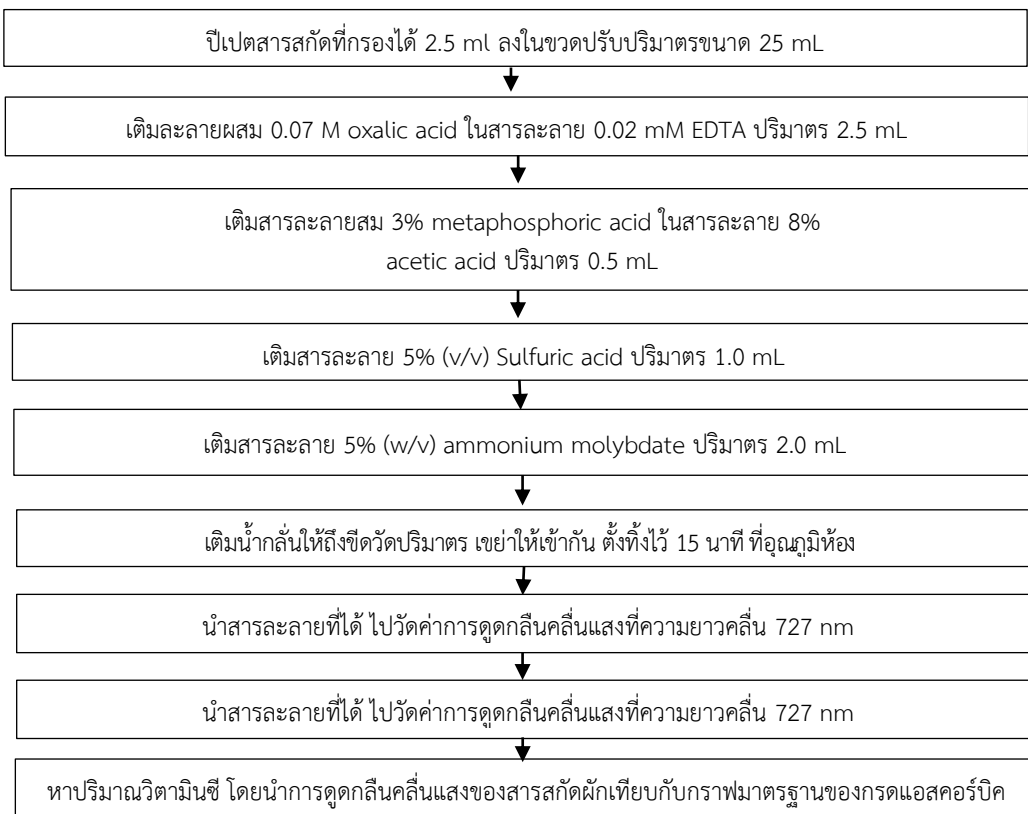 ปีเปตสารสกัดที่กรองได้ 2.5 ml ลงในขวดปรับปริมาตรขนาด 25 mL
เติมละลายผสม 0.07 M oxalic acid ในสารละลาย 0.02 mM EDTA ปริมาตร 2.5 mL
เติมสารละลายสม 3% metaphosphoric acid ในสารละลาย 8%
acetic acid ปริมาตร 0.5 mL
เติมสารละลาย 5% (v/v) Sulfuric acid ปริมาตร 1.0 mL
เติมสารละลาย 5% (w/v) ammonium molybdate ปริมาตร 2.0 mL
เติมน้ำกลั่นให้ถึงขีดวัดปริมาตร เขย่าให้เข้ากัน ตั้งทิ้งไว้ 15 นาที ที่อุณภูมิห้อง
นำสารละลายที่ได้ ไปวัดค่าการดูดกลืนคลื่นแสงที่ความยาวคลื่น 727 nm
นำสารละลายที่ได้ ไปวัดค่าการดูดกลืนคลื่นแสงที่ความยาวคลื่น 727 nm
หาปริมาณวิตามินซี โดยนำการดูดกลืนคลื่นแสงของสารสกัดผักเทียบกับกราฟมาตรฐานของกรดแอสคอร์บิค